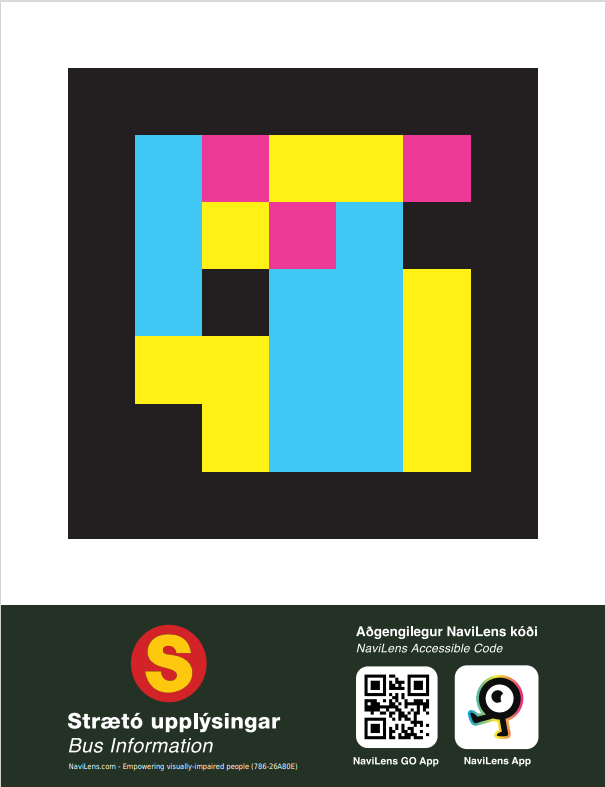 S
Strætó upplýsingar
Bus Information
NaviLens.com - Empowering visually-impaired people (786-26A80E)
Aðgengilegur NaviLens kóði
NaviLens Accessible Code
NaviLens GO App
NaviLens App